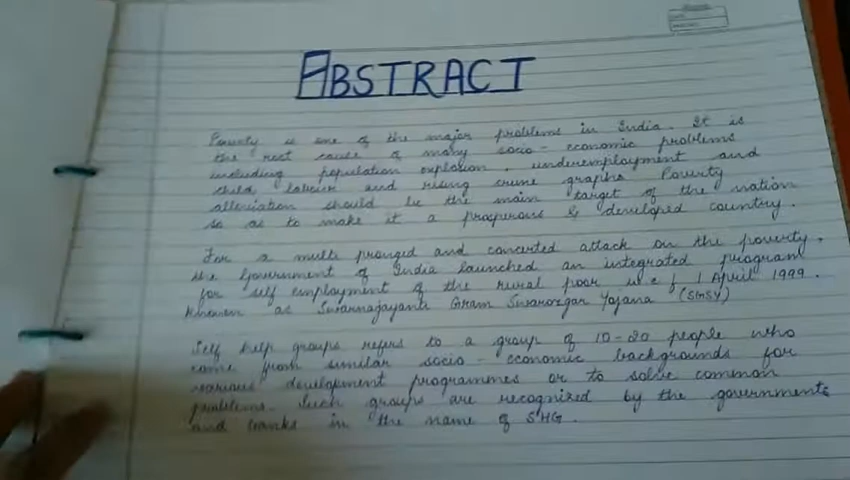 ABSTRACT
Poverty is one of the major problems in India. It is
the root cause of many socio-economic problems
including population explosion, underemployment and
child labour and rising crime graphs Poverty
alleviation should be the main target of the nation
so as to make it a prosperous & developed country.
For a multi pronged and concerted attack on the poverty,
the Government of India launched an integrated program
for self employment of the rural poor w.e.f 1 April 1999.
known as Swarnajayanti Gram Swarozgar Yojana (SGSY)
Self help groups refers to a group of 10-20 people who
come from similar socio-economic backgrounds for
various development programmes or to solve common
problems. Such groups are recognized by the governments
and banks in the name of SHG.